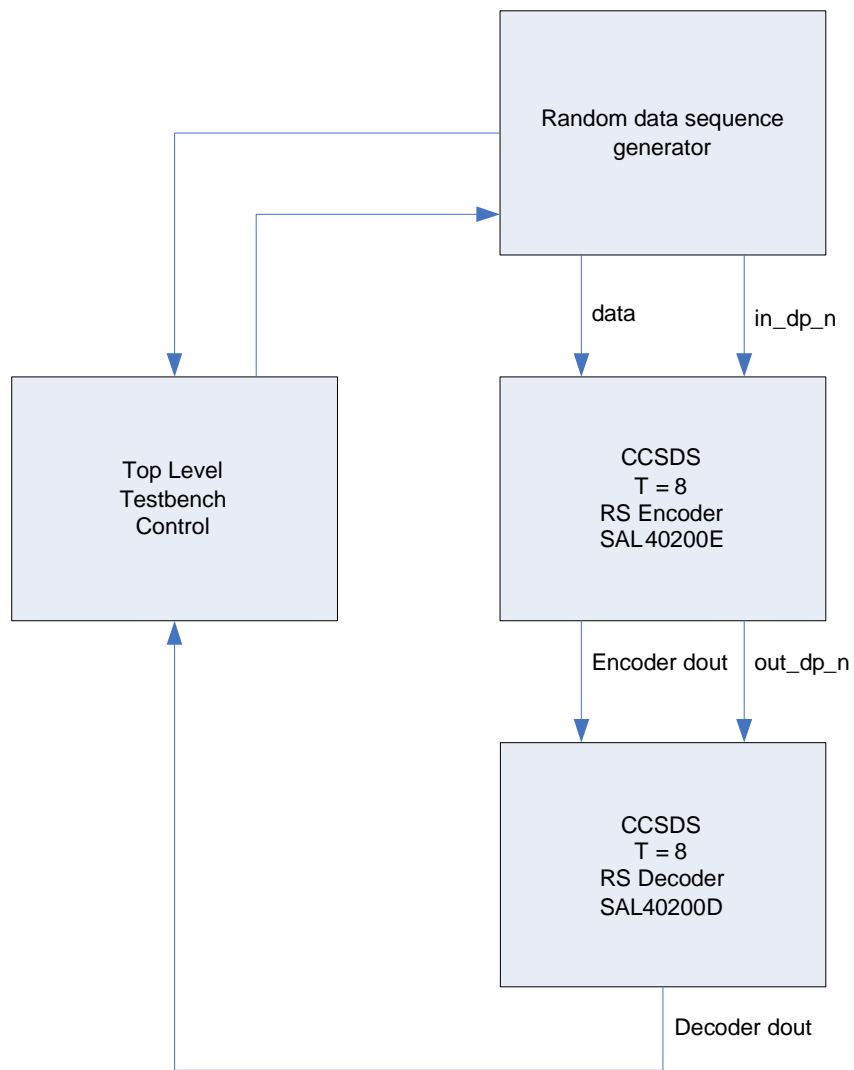 Random data sequence
generator
data
in_dp_n
Top Level
Testbench
Control
CCSDS
T = 8
RS Encoder
SAL40200E
Encoder dout
out_dp_n
CCSDS
T = 8
RS Decoder
SAL40200D
Decoder dout